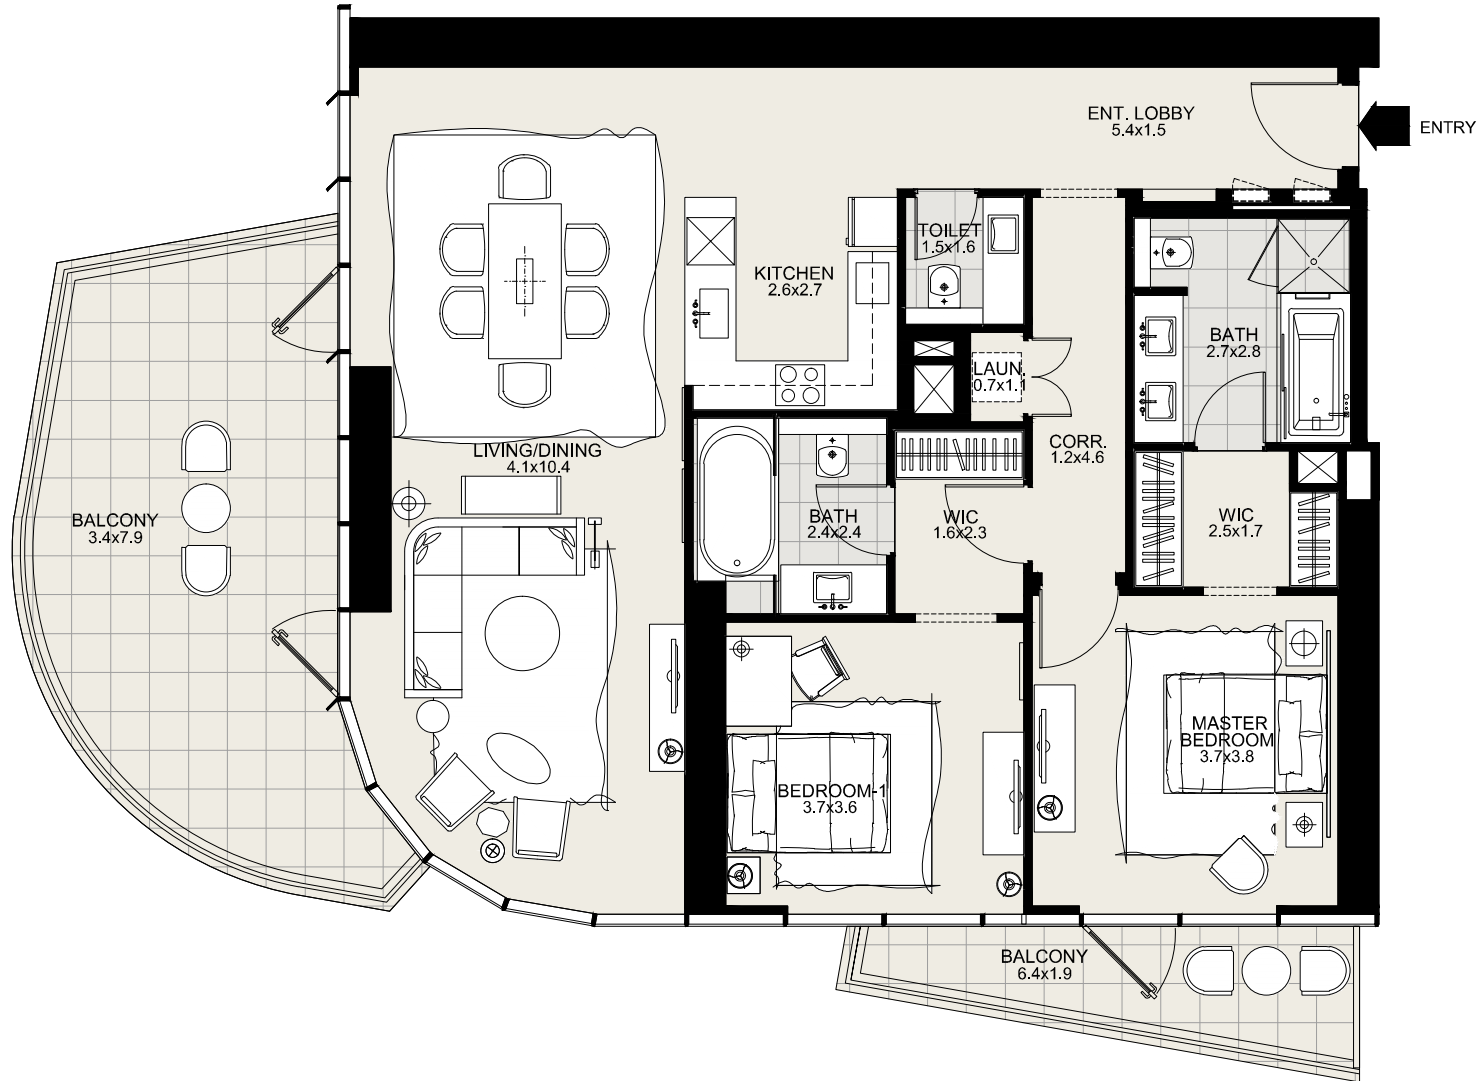 ENT. LOBBY
5.4x1.5
ENTRY
TOILET
1.5x1.6
KITCHEN
2.6x2.7
BATH
2.7x2.8
LAUN.
0.7x1.1
LIVING/DINING
4.1x10.4
CORR.
1.2x4.6
BALCONY
3.4x7.9
BATH
2.4x2.4
WIC
1.6x2.3
WIC
2.5x1.7
MASTER
BEDROOM
3.7x3.8
BEDROOM-1
3.7x3.6
BALCONY
6.4x1.9